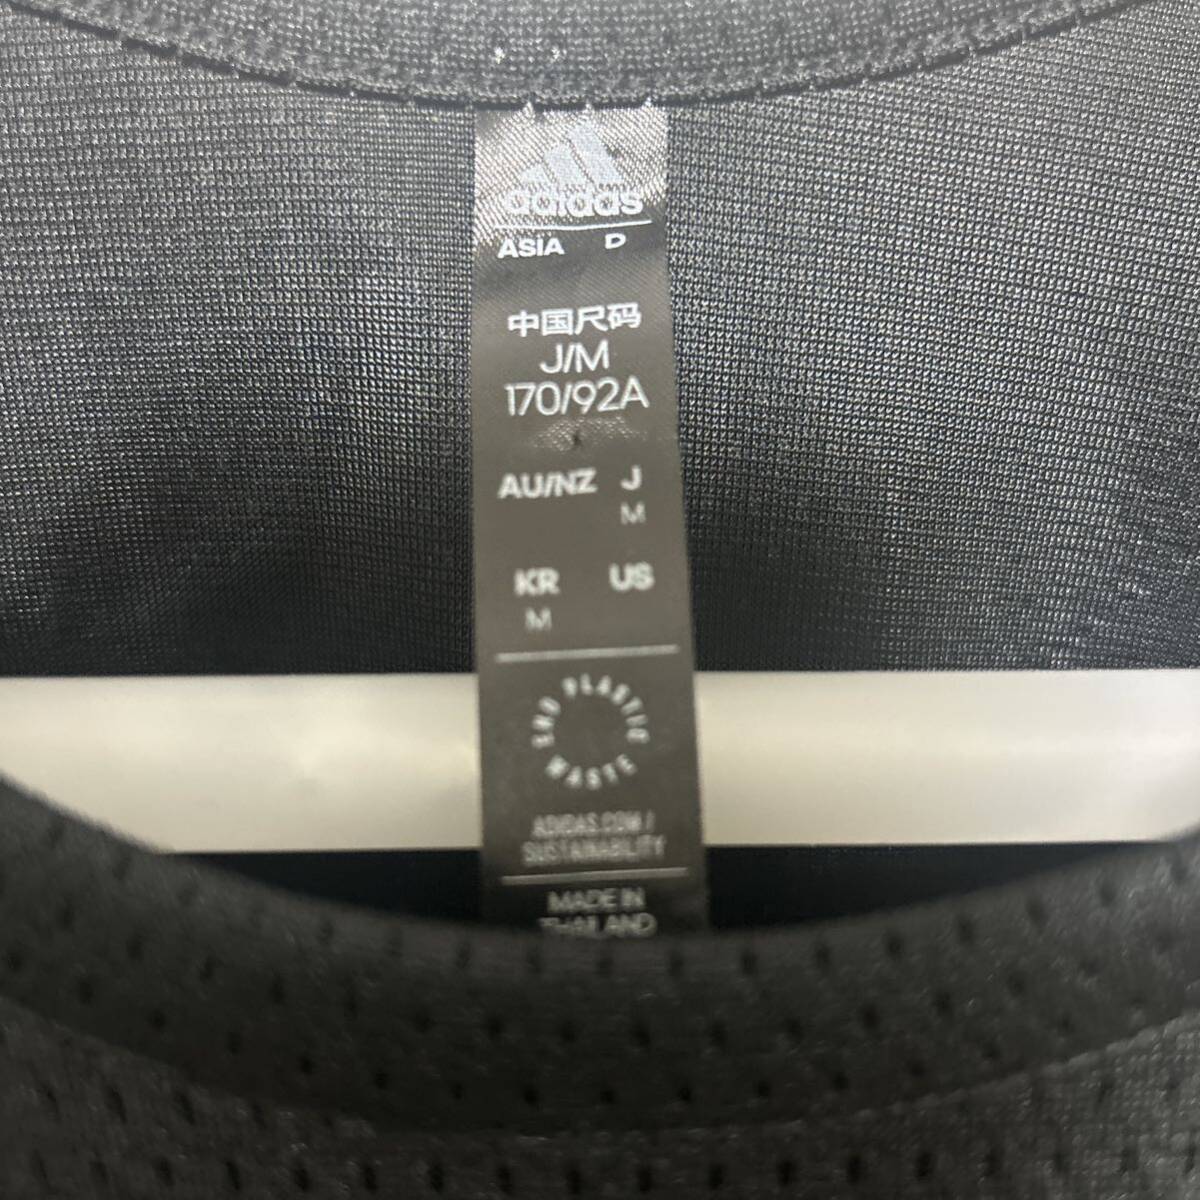 adidas
ASIA D
中国尺码
J/M
170/92A
AU/NZ J
M
KR US
M
END PLASTIC WASTE
ADIDAS.COM/
SUSTAINABILITY
MADE IN
THAILAND